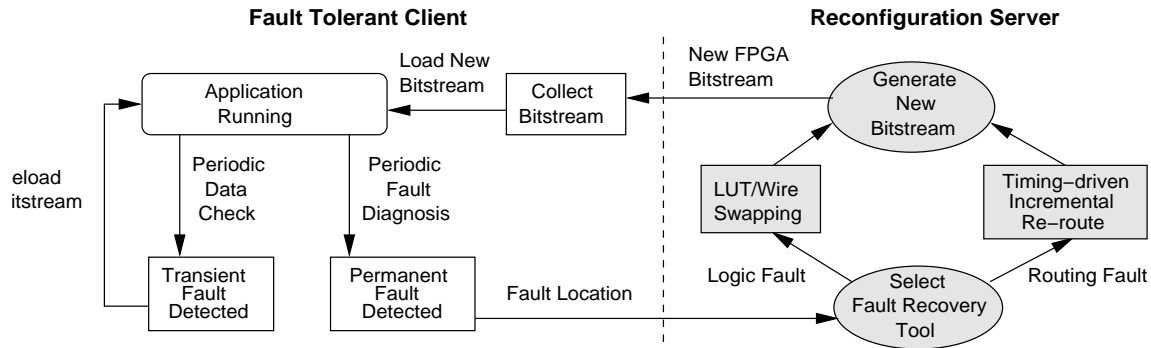 Fault Tolerant Client
Reconfiguration Server
Application
Running
Load New
Bitstream
Collect
Bitstream
New FPGA
Bitstream
Generate
New
Bitstream
eload
itstream
Periodic
Data
Check
Periodic
Fault
Diagnosis
LUT/Wire
Swapping
Timing−driven
Incremental
Re−route
Transient
Fault
Detected
Permanent
Fault
Detected
Fault Location
Logic Fault
Routing Fault
Select
Fault Recovery
Tool